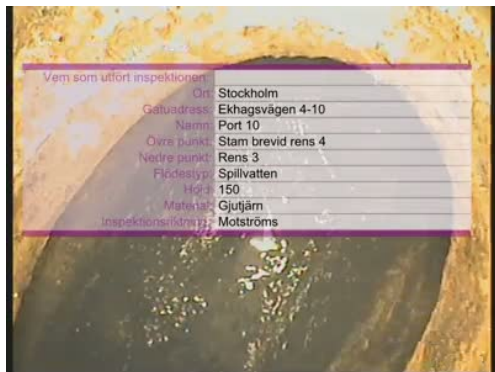 Vem som utfört inspektionen:
Ort: Stockholm
Gatuadress: Ekhagsvägen 4-10
Namn: Port 10
Övre punkt: Stam brevid rens 4
Nedre punkt: Rens 3
Flödestyp: Spillvatten
150
Material: Gjutjärn
Inspektionsriktning: Motströms